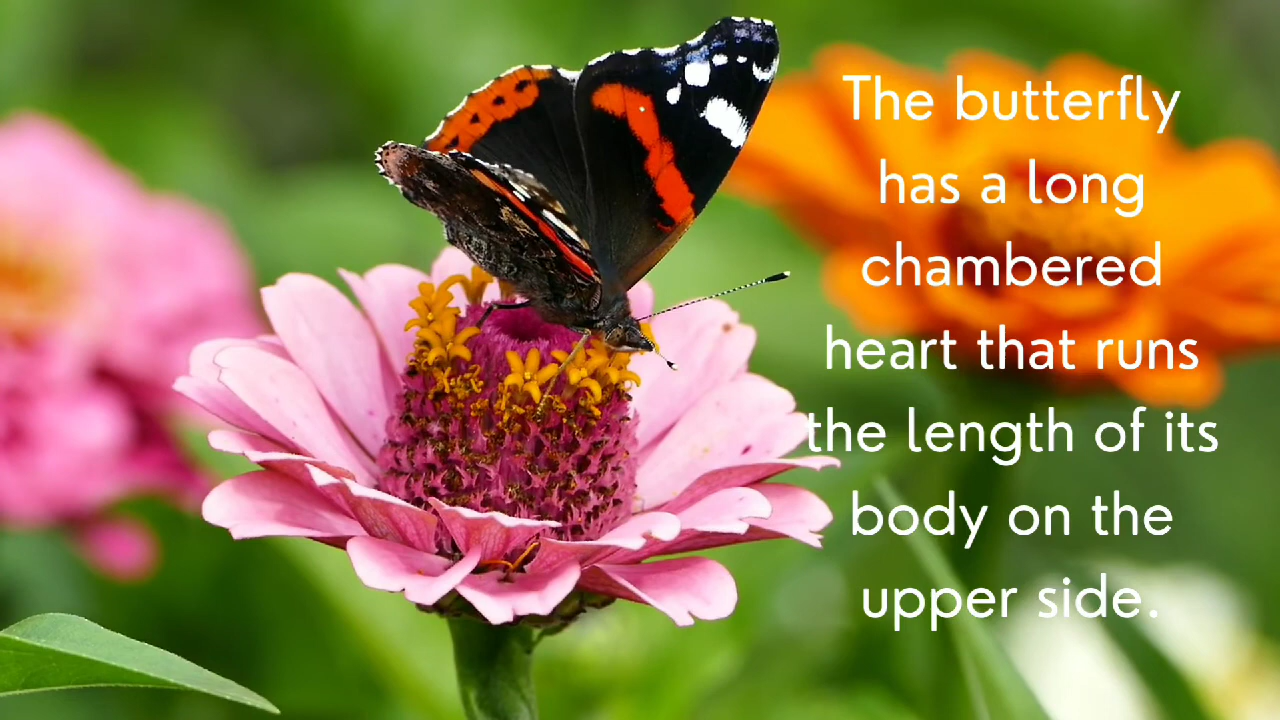 The butterfly
has a long
chambered
heart that runs
the length of its
body on the
upper side.